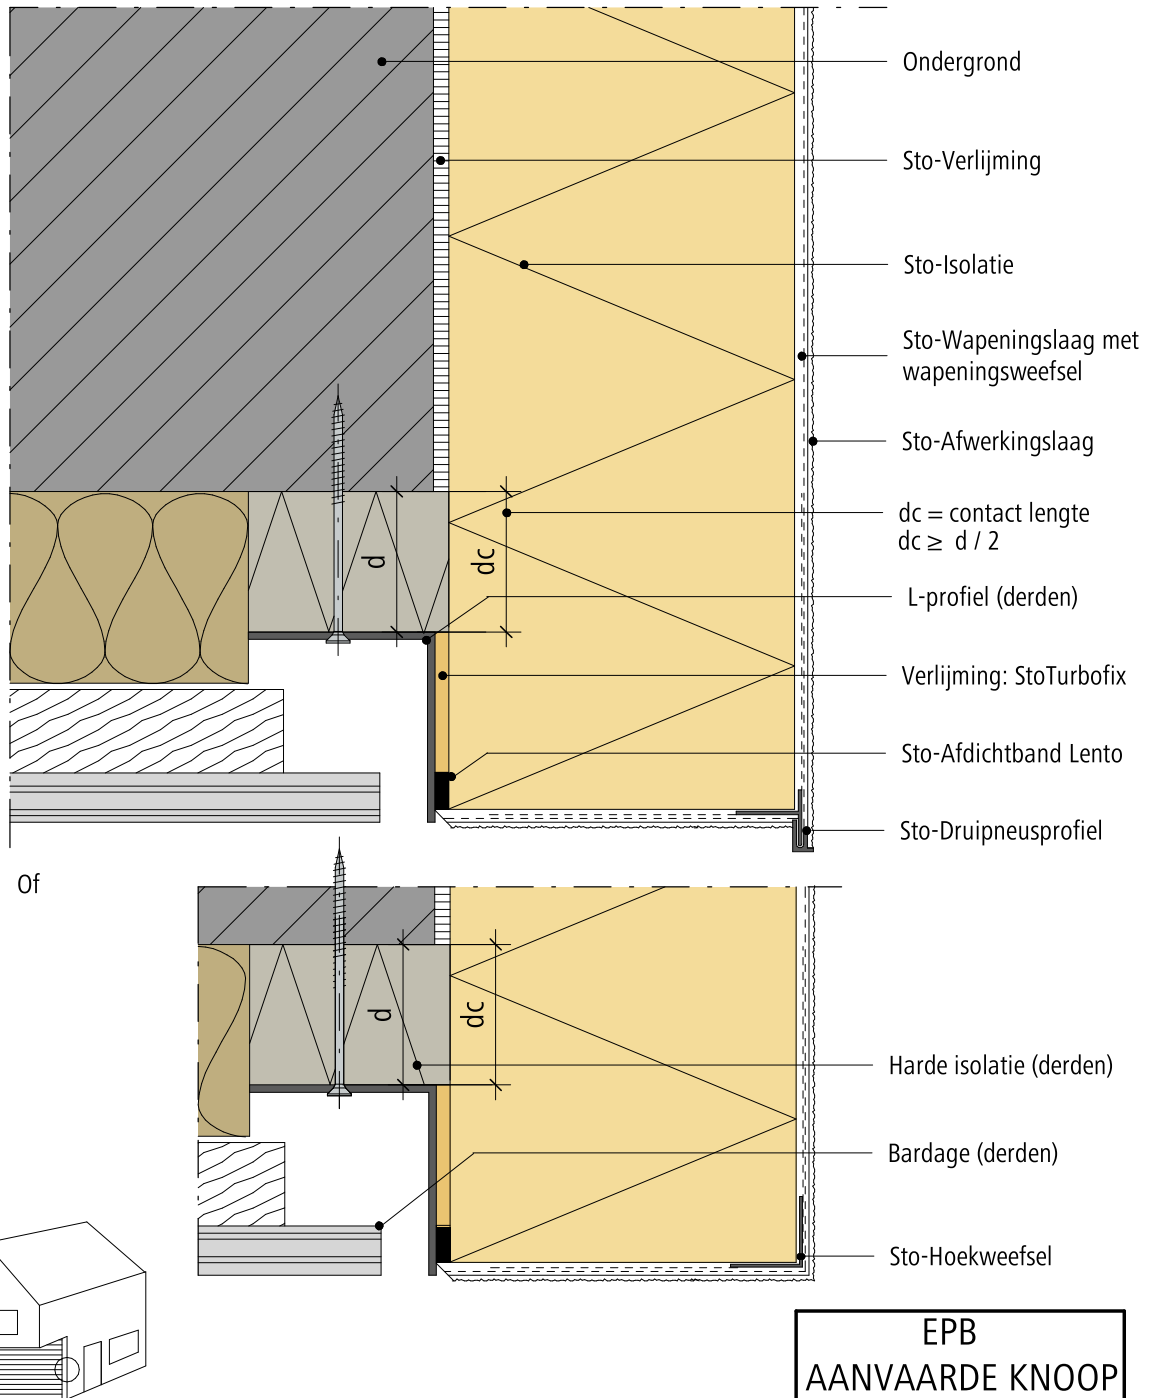 Ondergrond
Sto-Verlijming
Sto-Isolatie
Sto-Wapeningslaag met
wapeningsweefsel
Sto-Afwerkingslaag
dc = contact lengte
dc ≥ d / 2
d
dc
L-profiel (derden)
Verlijming: StoTurbofix
Sto-Afdichtband Lento
Sto-Druipneusprofiel
Of
d
dc
Harde isolatie (derden)
Bardage (derden)
Sto-Hoekweefsel
EPB
AANVAARDE KNOOP